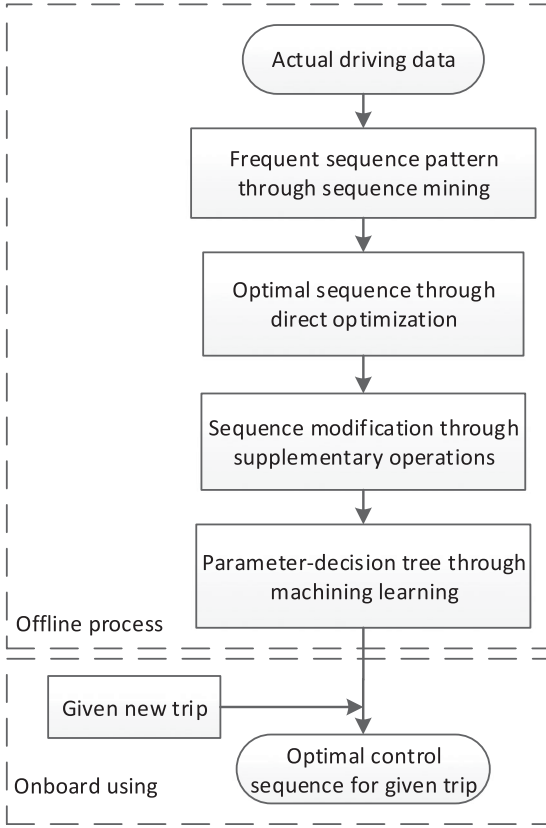 Actual driving data
Frequent sequence pattern
through sequence mining
Optimal sequence through
direct optimization
Sequence modification through
supplementary operations
Parameter-decision tree through
machining learning
Offline process
Given new trip
Optimal control
sequence for given trip
Onboard using